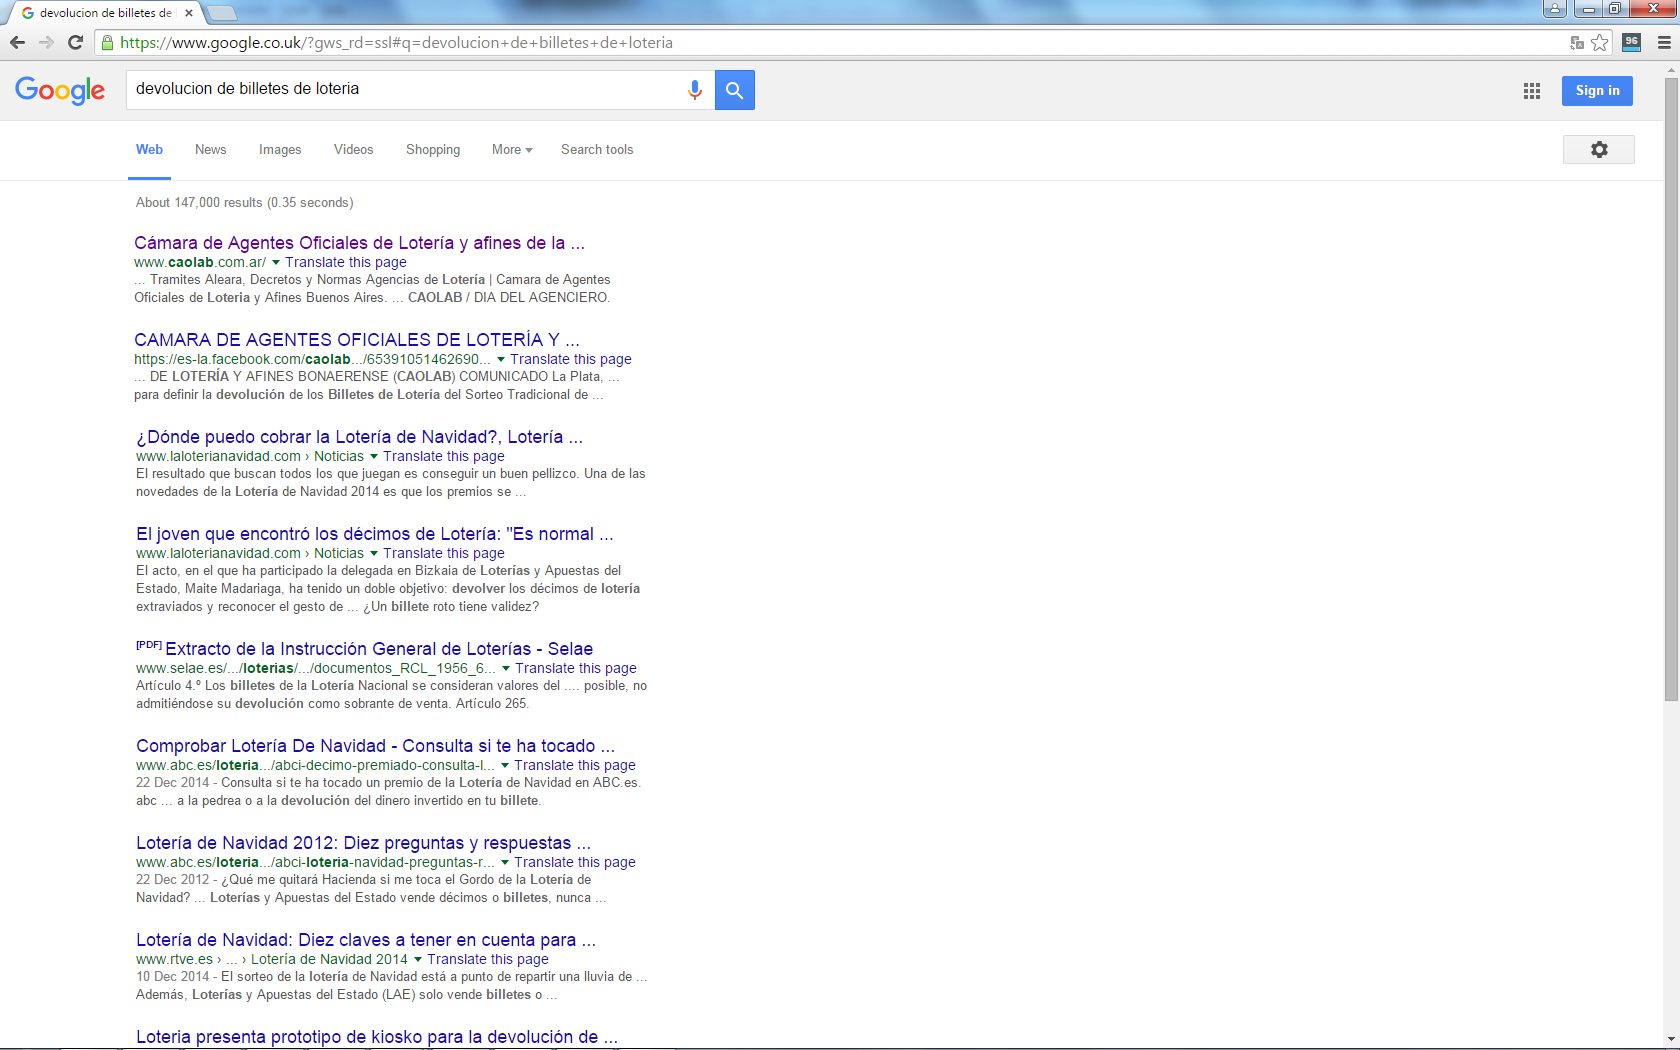 devolucion de billetes de
https://www.google.co.uk/?gws_rd=ssl#q=devolucion+de+billetes+de+loteria
96
Google
devolucion de billetes de loteria
Sign in
Web News Images Videos Shopping More Search tools
About 147,000 results (0.35 seconds)
Cámara de Agentes Oficiales de Lotería y afines de la ...
www.caolab.com.ar/ Translate this page
... Tramites Aleara, Decretos y Normas Agencias de Lotería | Camara de Agentes
Oficiales de Loteria y Afines Buenos Aires. ... CAOLAB / DIA DEL AGENCIERO.
CAMARA DE AGENTES OFICIALES DE LOTERÍA Y ...
https://es-la.facebook.com/caolab.../65391051462690... Translate this page
... DE LOTERÍA Y AFINES BONAERENSE (CAOLAB) COMUNICADO La Plata, ...
para definir la devolución de los Billetes de Lotería del Sorteo Tradicional de ...
¿Dónde puedo cobrar la Lotería de Navidad?, Lotería ...
www.laloterianavidad.com › Noticias Translate this page
El resultado que buscan todos los que juegan es conseguir un buen pellizco. Una de las
novedades de la Lotería de Navidad 2014 es que los premios se ...
El joven que encontró los décimos de Lotería: "Es normal ...
www.laloterianavidad.com › Noticias Translate this page
El acto, en el que ha participado la delegada en Bizkaia de Loterías y Apuestas del
Estado, Maite Madariaga, ha tenido un doble objetivo: devolver los décimos de lotería
extraviados y reconocer el gesto de ... ¿Un billete roto tiene validez?
[PDF] Extracto de la Instrucción General de Loterías - Selae
www.selae.es/.../loterias/.../documentos_RCL_1956_6... Translate this page
Artículo 4.º Los billetes de la Lotería Nacional se consideran valores del .... posible, no
admitiéndose su devolución como sobrante de venta. Artículo 265.
Comprobar Lotería De Navidad - Consulta si te ha tocado ...
www.abc.es/loteria.../abci-decimo-premiado-consulta-l... Translate this page
22 Dec 2014 - Consulta si te ha tocado un premio de la Lotería de Navidad en ABC.es.
abc ... a la pedrea o a la devolución del dinero invertido en tu billete.
Lotería de Navidad 2012: Diez preguntas y respuestas ...
www.abc.es/loteria.../abci-loteria-navidad-preguntas-r... Translate this page
22 Dec 2012 - ¿Qué me quitará Hacienda si me toca el Gordo de la Lotería de
Navidad? ... Loterías y Apuestas del Estado vende décimos o billetes, nunca ...
Lotería de Navidad: Diez claves a tener en cuenta para ...
www.rtve.es › ... › Lotería de Navidad 2014 Translate this page
10 Dec 2014 - El sorteo de la lotería de Navidad está a punto de repartir una lluvia de ...
Además, Loterías y Apuestas del Estado (LAE) solo vende billetes o ...
Loteria presenta prototipo de kiosko para la devolución de ...